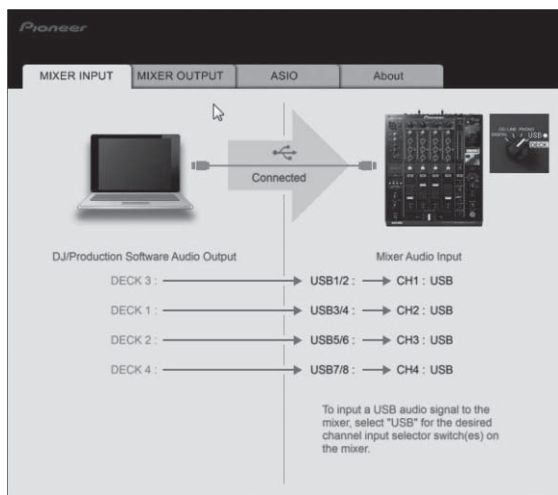 Pioneer
MIXER INPUT MIXER OUTPUT ASIO About
Connected
USB
DECK
DJ/Production Software Audio Output Mixer Audio Input
DECK 3 : USB1/2 : CH1 : USB
DECK 1 : USB3/4 : CH2 : USB
DECK 2 : USB5/6 : CH3 : USB
DECK 4 : USB7/8 : CH4 : USB
To input a USB audio signal to the
mixer, select "USB" for the desired
channel input selector switch(es) on
the mixer.